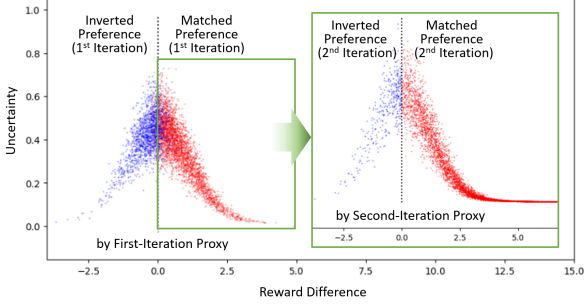 1.0
0.8
0.6
0.4
0.2
0.0
Uncertainty
Inverted
Preference
(1st Iteration)
Matched
Preference
(1st Iteration)
by First-Iteration Proxy
Inverted
Preference
(2nd Iteration)
Matched
Preference
(2nd Iteration)
by Second-Iteration Proxy
−2.5 0.0 2.5 5.0
−2.5 0.0 2.5 5.0 7.5 10.0 12.5 15.0
Reward Difference